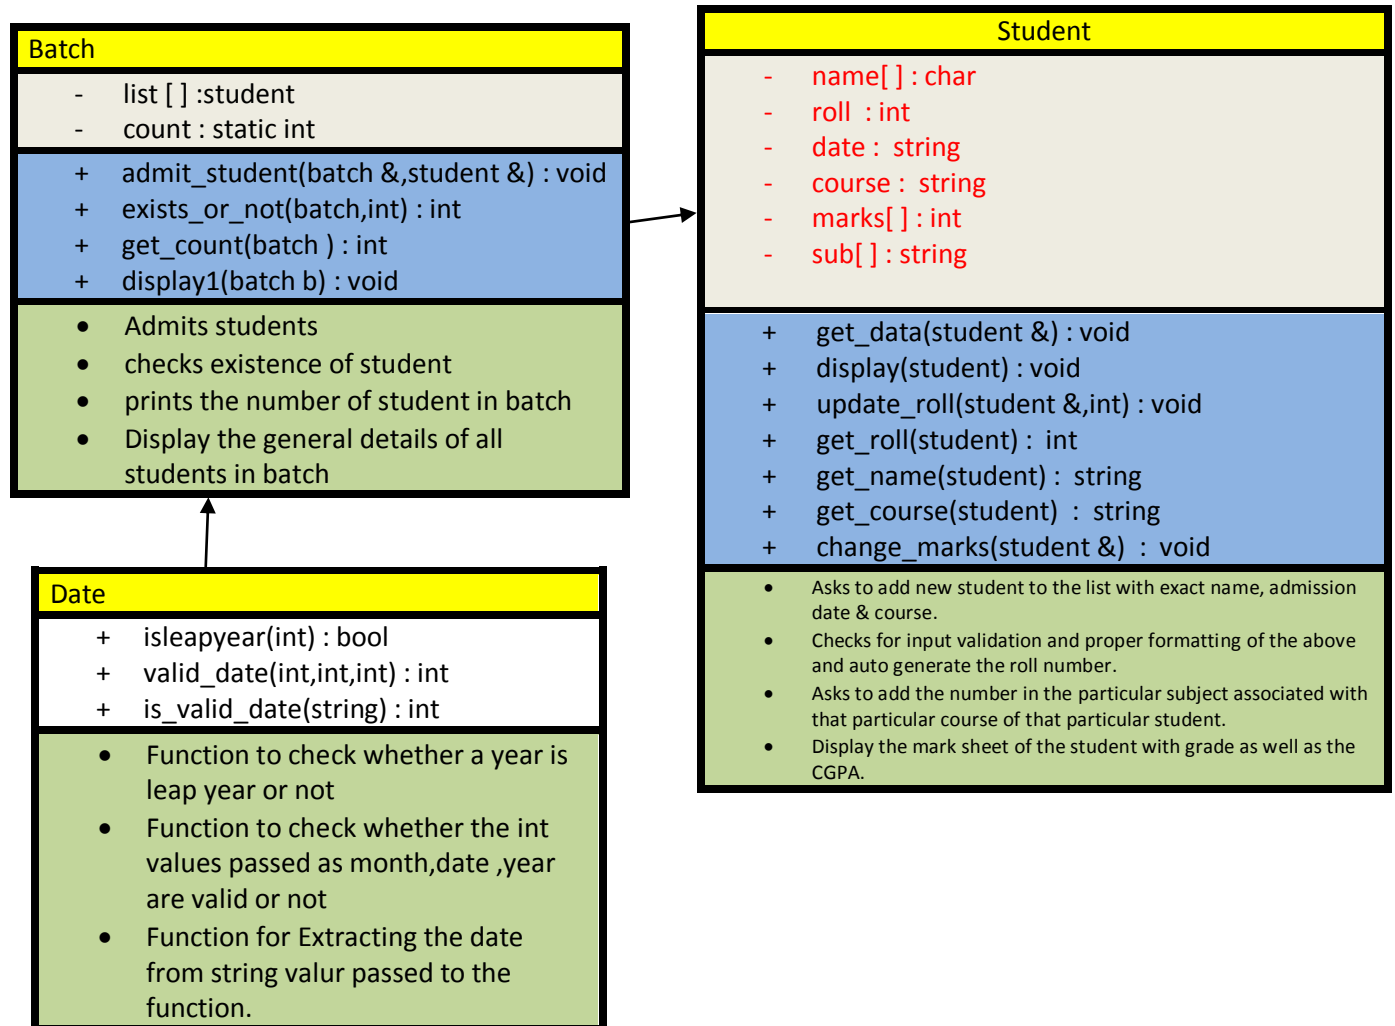 Batch
- list [ ] :student
- count : static int
+ admit_student(batch &,student &) : void
+ exists_or_not(batch,int) : int
+ get_count(batch ) : int
+ display1(batch b) : void
• Admits students
• checks existence of student
• prints the number of student in batch
• Display the general details of all
students in batch
Student
- name[ ] : char
- roll : int
- date : string
- course : string
- marks[ ] : int
- sub[ ] : string
+ get_data(student &) : void
+ display(student) : void
+ update_roll(student &,int) : void
+ get_roll(student) : int
+ get_name(student) : string
+ get_course(student) : string
+ change_marks(student &) : void
• Asks to add new student to the list with exact name, admission
date & course.
• Checks for input validation and proper formatting of the above
and auto generate the roll number.
• Asks to add the number in the particular subject associated with
that particular course of that particular student.
• Display the mark sheet of the student with grade as well as the
CGPA.
Date
+ isleapyear(int) : bool
+ valid_date(int,int,int) : int
+ is_valid_date(string) : int
• Function to check whether a year is
leap year or not
• Function to check whether the int
values passed as month,date ,year
are valid or not
• Function for Extracting the date
from string valur passed to the
function.